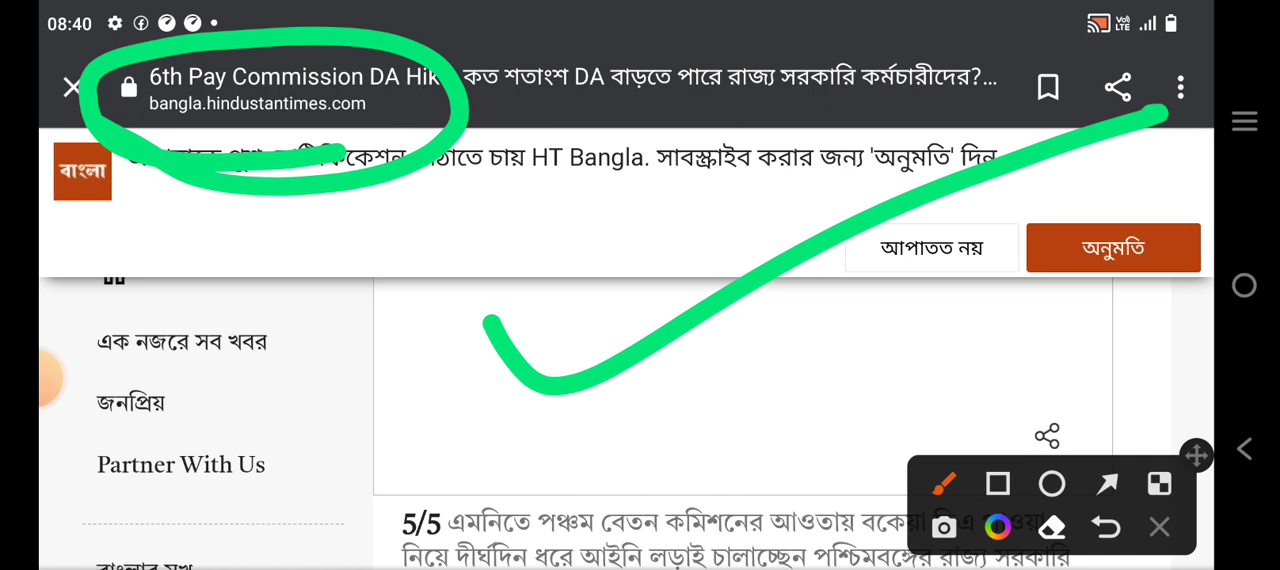 08:40
VoI) LTE
6th Pay Commission DA Hik কত শতাংশ DA বাড়তে পারে রাজ্য সরকারি কর্মচারীদের?...
bangla.hindustantimes.com
বাংলা
চায় HT Bangla. সাবস্ক্রাইব করার জন্য 'অনুমতি' দিন
আপাতত নয়
অনুমতি
এক নজরে সব খবর
জনপ্রিয়
Partner With Us
5/5 এমনিতে পঞ্চম বেতন কমিশনের আওতায় বকেয়া
নিয়ে দীর্ঘদিন ধরে আইনি লড়াই চালাচ্ছেন পশ্চিমবঙ্গের রাজ্য সরকারি